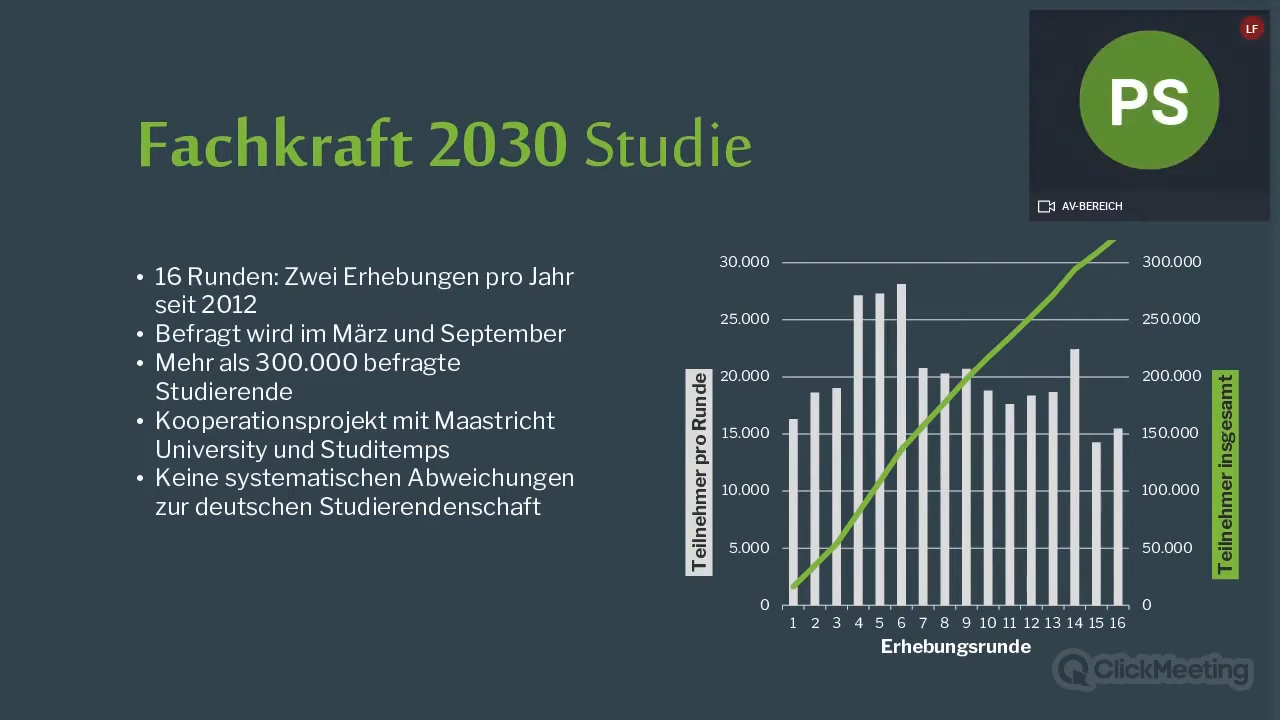 PS
LF
AV-BEREICH
Fachkraft 2030 Studie
• 16 Runden: Zwei Erhebungen pro Jahr
seit 2012
• Befragt wird im März und September
• Mehr als 300.000 befragte
Studierende
• Kooperationsprojekt mit Maastricht
University und Studitemps
• Keine systematischen Abweichungen
zur deutschen Studierendenschaft
Teilnehmer pro Runde
30.000
25.000
20.000
15.000
10.000
5.000
0
300.000
250.000
200.000
150.000
100.000
50.000
0
Teilnehmer insgesamt
1 2 3 4 5 6 7 8 9 10 11 12 13 14 15 16
Erhebungsrunde
ClickMeeting